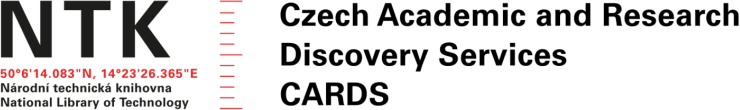 NTK
50°6'14.083"N, 14°23'26.365"E
Národní technická knihovna
National Library of Technology
Czech Academic and Research
Discovery Services
CARDS